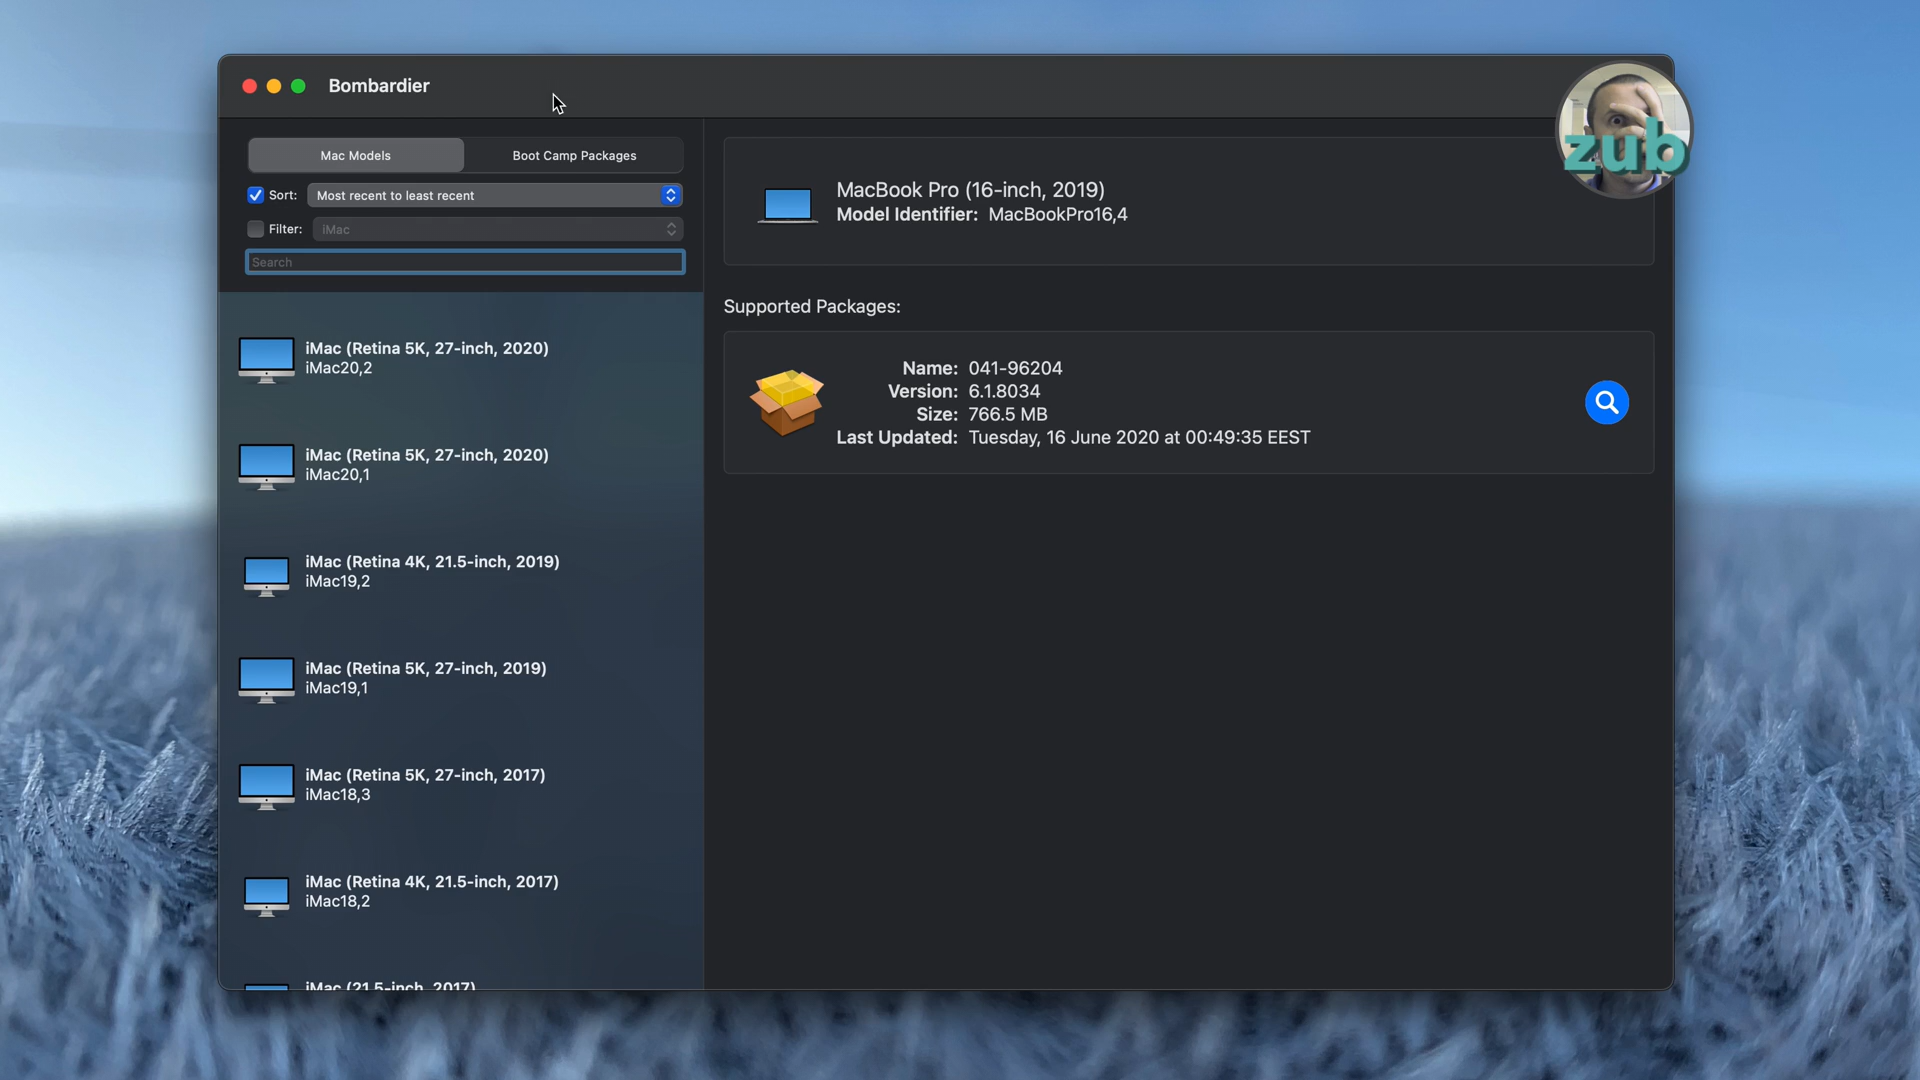 Bombardier
zub
Mac Models
Boot Camp Packages
Sort: Most recent to least recent
Filter: iMac
Search
iMac (Retina 5K, 27-inch, 2020)
iMac20,2
iMac (Retina 5K, 27-inch, 2020)
iMac20,1
iMac (Retina 4K, 21.5-inch, 2019)
iMac19,2
iMac (Retina 5K, 27-inch, 2019)
iMac19,1
iMac (Retina 5K, 27-inch, 2017)
iMac18,3
iMac (Retina 4K, 21.5-inch, 2017)
iMac18,2
iMac (21.5-inch, 2017)
MacBook Pro (16-inch, 2019)
Model Identifier: MacBookPro16,4
Supported Packages:
Name: 041-96204
Version: 6.1.8034
Size: 766.5 MB
Last Updated: Tuesday, 16 June 2020 at 00:49:35 EEST